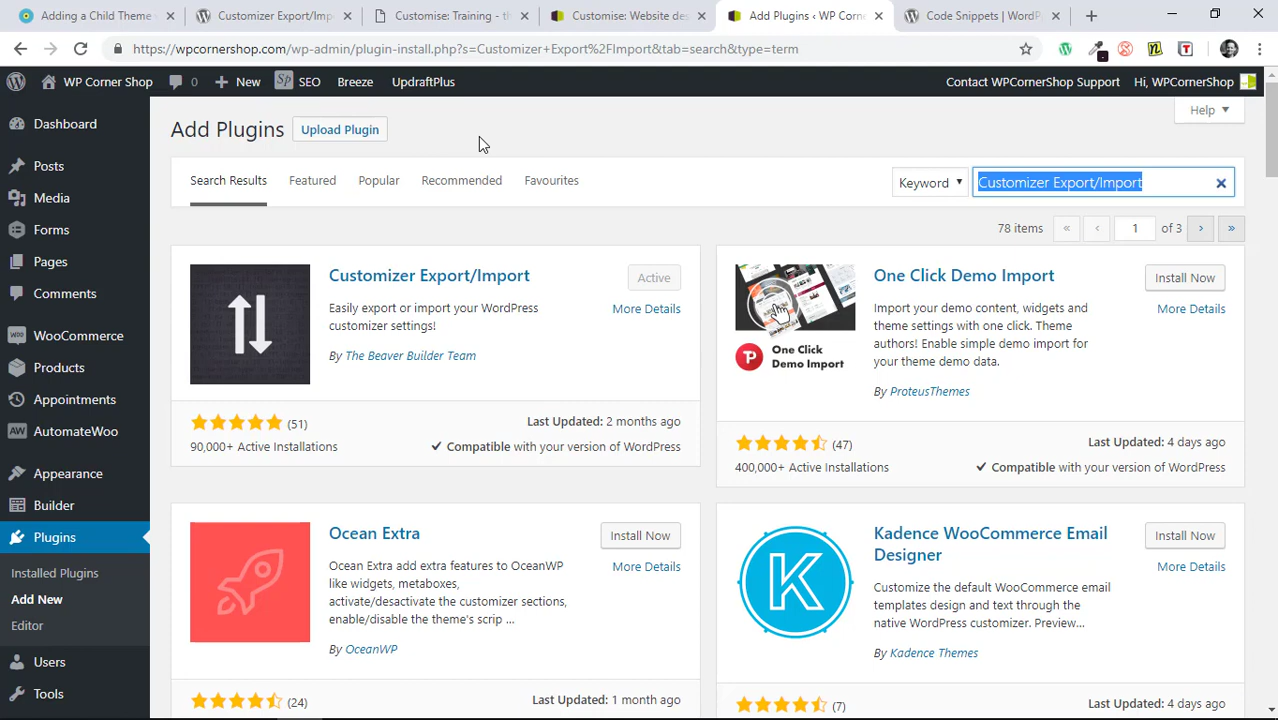 Adding a Child Theme
Customizer Export/Imp
Customise: Training - th
Customise: Website des
Add Plugins ‹ WP Corne
Code Snippets | WordP
https://wpcornershop.com/wp-admin/plugin-install.php?s=Customizer+Export%2FImport&tab=search&type=term
WP Corner Shop 0 New SEO Breeze UpdraftPlus Contact WPCornerShop Support Hi, WPCornerShop
Dashboard
Posts
Media
Forms
Pages
Comments
WooCommerce
Products
Appointments
AutomateWoo
Appearance
Builder
Plugins
Installed Plugins
Add New
Editor
Users
Tools
Help
Add Plugins Upload Plugin
Search Results Featured Popular Recommended Favourites Keyword Customizer Export/Import
78 items « ‹ 1 of 3 › »
Customizer Export/Import
Active
More Details
Easily export or import your WordPress
customizer settings!
By The Beaver Builder Team
(51)
Last Updated: 2 months ago
90,000+ Active Installations
Compatible with your version of WordPress
One Click
Demo Import
One Click Demo Import
Install Now
More Details
Import your demo content, widgets and
theme settings with one click. Theme
authors! Enable simple demo import for
your theme demo data.
By ProteusThemes
(47)
Last Updated: 4 days ago
400,000+ Active Installations
Compatible with your version of WordPress
Ocean Extra
Install Now
More Details
Ocean Extra add extra features to OceanWP
like widgets, metaboxes,
activate/desactivate the customizer sections,
enable/disable the theme's scrip ...
By OceanWP
(24)
Last Updated: 1 month ago
K
Kadence WooCommerce Email
Designer
Install Now
More Details
Customize the default WooCommerce email
templates design and text through the
native WordPress customizer. Preview...
By Kadence Themes
(7)
Last Updated: 4 days ago